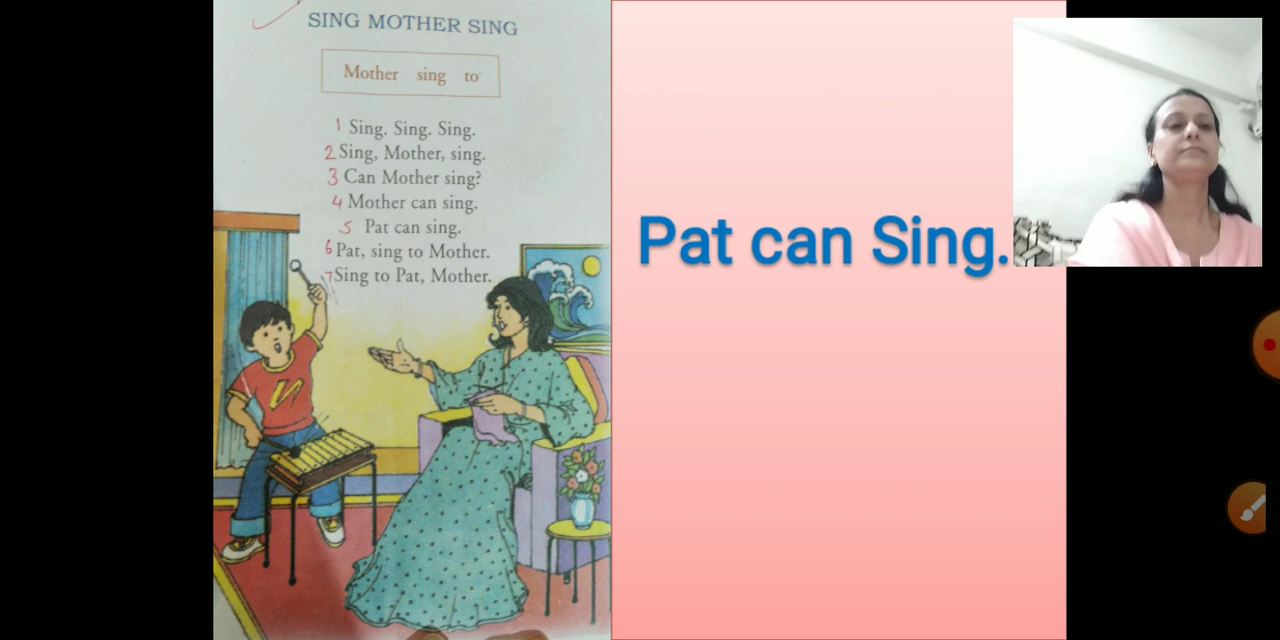 SING MOTHER SING
Mother sing to
1 Sing. Sing. Sing.
2 Sing, Mother, sing.
3 Can Mother sing?
4 Mother can sing.
5 Pat can sing.
6 Pat, sing to Mother.
7 Sing to Pat, Mother.
Pat can Sing.